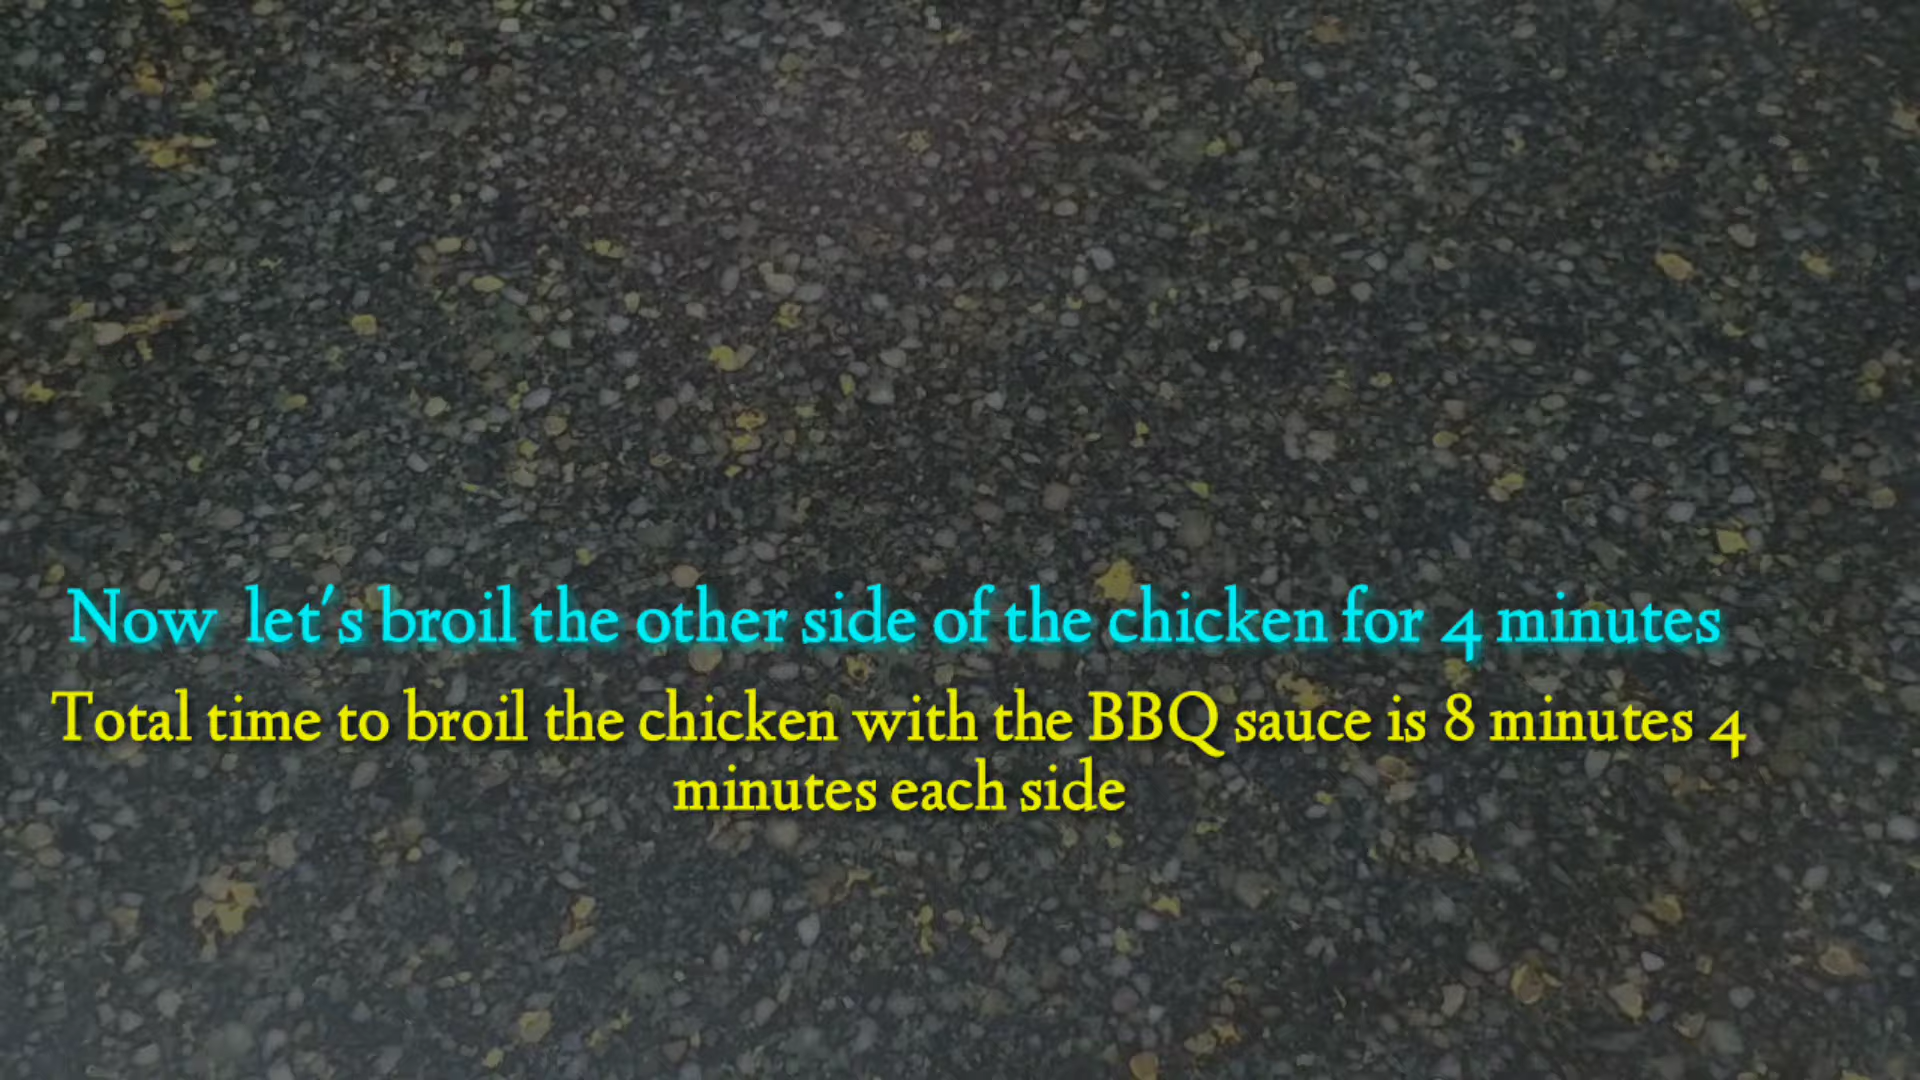 Now let's broil the other side of the chicken for 4 minutes
Total time to broil the chicken with the BBQ sauce is 8 minutes 4
minutes each side